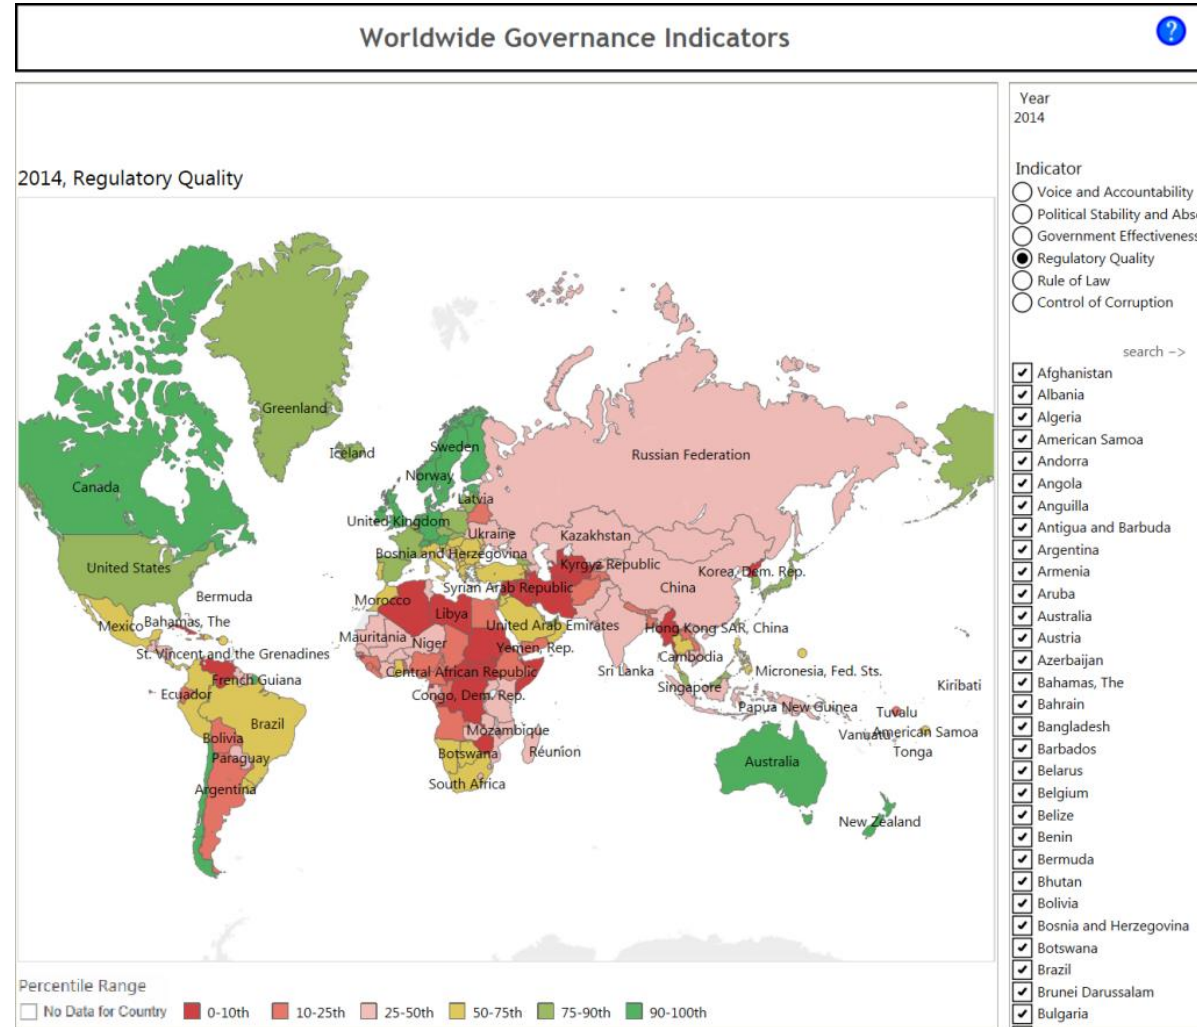 Worldwide Governance Indicators
?
Year
2014
2014, Regulatory Quality
Indicator
Voice and Accountability
Political Stability and Abse
Government Effectiveness
Regulatory Quality
Rule of Law
Control of Corruption
search -->
Greenland
Iceland
Sweden
Norway
Russian Federation
Canada
Latvia
United Kingdom
Ukraine
Kazakhstan
Bosnia and Herzegovina
Kyrgyz Republic
United States
Korea, Dem. Rep.
Syrian Arab Republic
China
Bermuda
Morocco
Libya
Mexico
Bahamas, The
United Arab Emirates
Hong Kong SAR, China
Mauritania
Niger
Yemen, Rep.
St. Vincent and the Grenadines
Cambodia
Central African Republic
Sri Lanka
Micronesia, Fed. Sts.
French Guiana
Singapore
Kiribati
Ecuador
Congo, Dem. Rep.
Papua New Guinea
Tuvalu
Brazil
Mozambique
Vanuatu
American Samoa
Bolivia
Botswana
Réunion
Tonga
Paraguay
Australia
South Africa
Argentina
New Zealand
Afghanistan
Albania
Algeria
American Samoa
Andorra
Angola
Anguilla
Antigua and Barbuda
Argentina
Armenia
Aruba
Australia
Austria
Azerbaijan
Bahamas, The
Bahrain
Bangladesh
Barbados
Belarus
Belgium
Belize
Benin
Bermuda
Bhutan
Bolivia
Bosnia and Herzegovina
Botswana
Brazil
Brunei Darussalam
Bulgaria
Percentile Range
No Data for Country
0-10th
10-25th
25-50th
50-75th
75-90th
90-100th